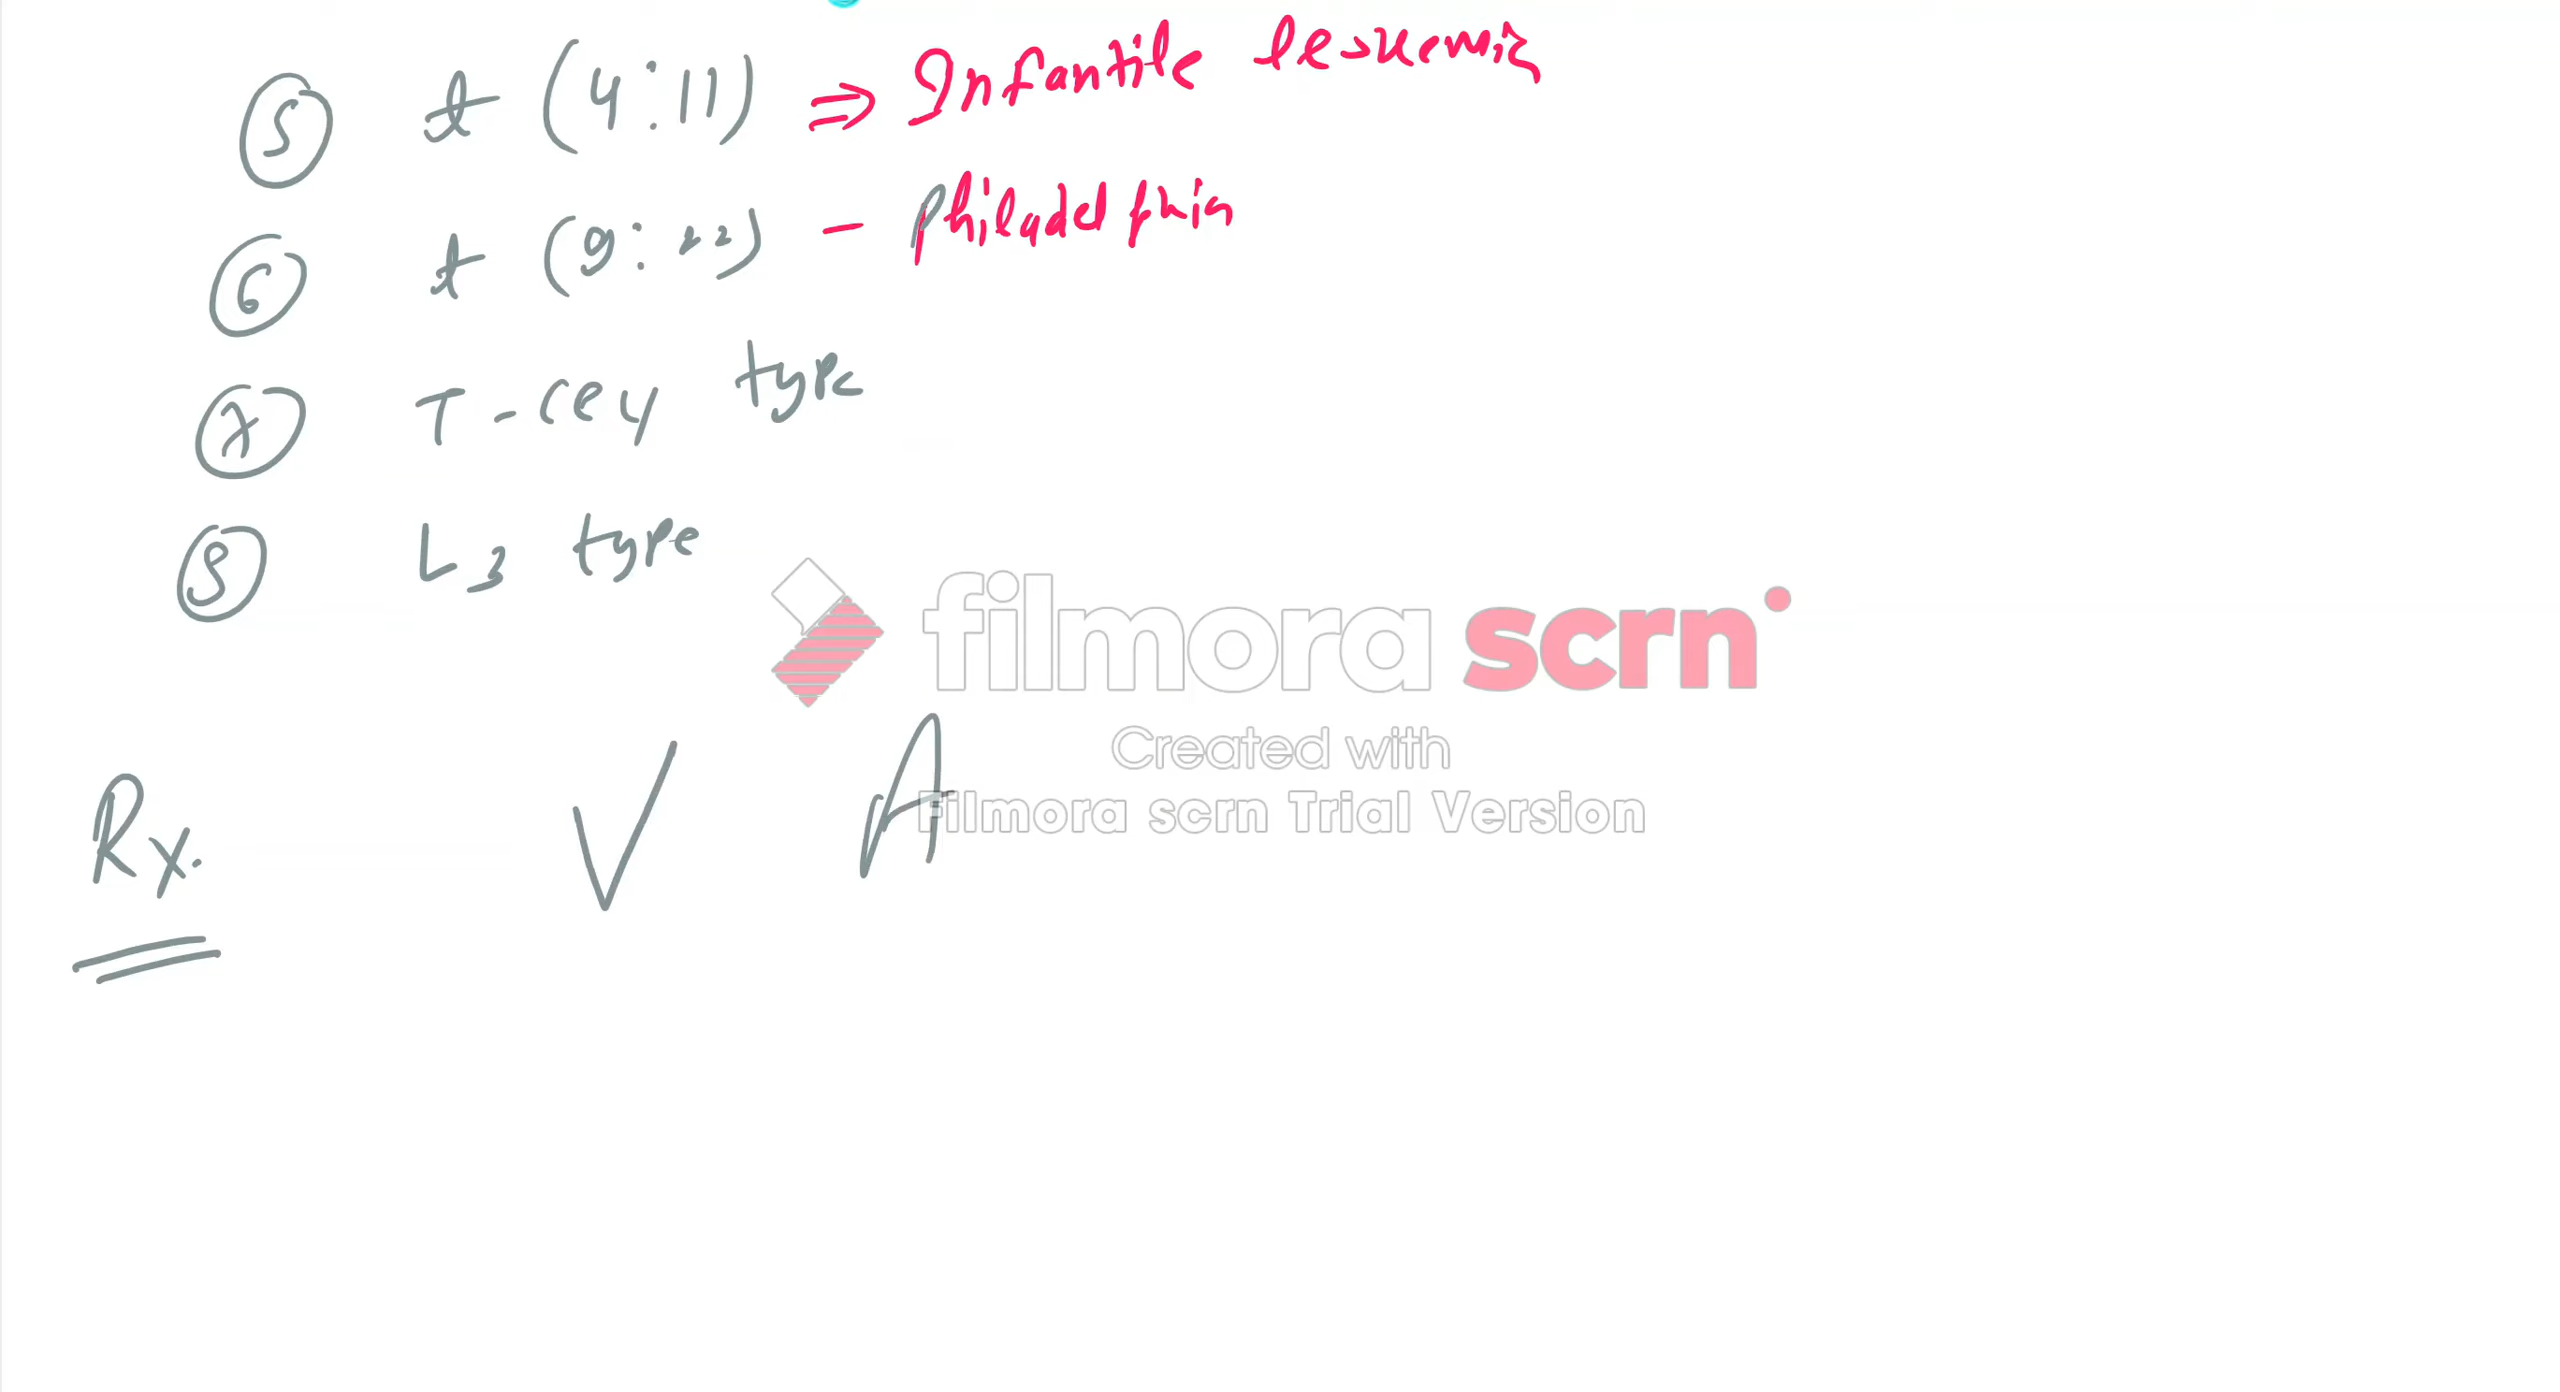 5 t (4:11) ⇒ Infantile leukemia
6 t (9:22) - Philadelphia
7 T-cell type
8 L3 type
filmora scrn
Created with
Filmora scrn Trial Version
Rx. V A